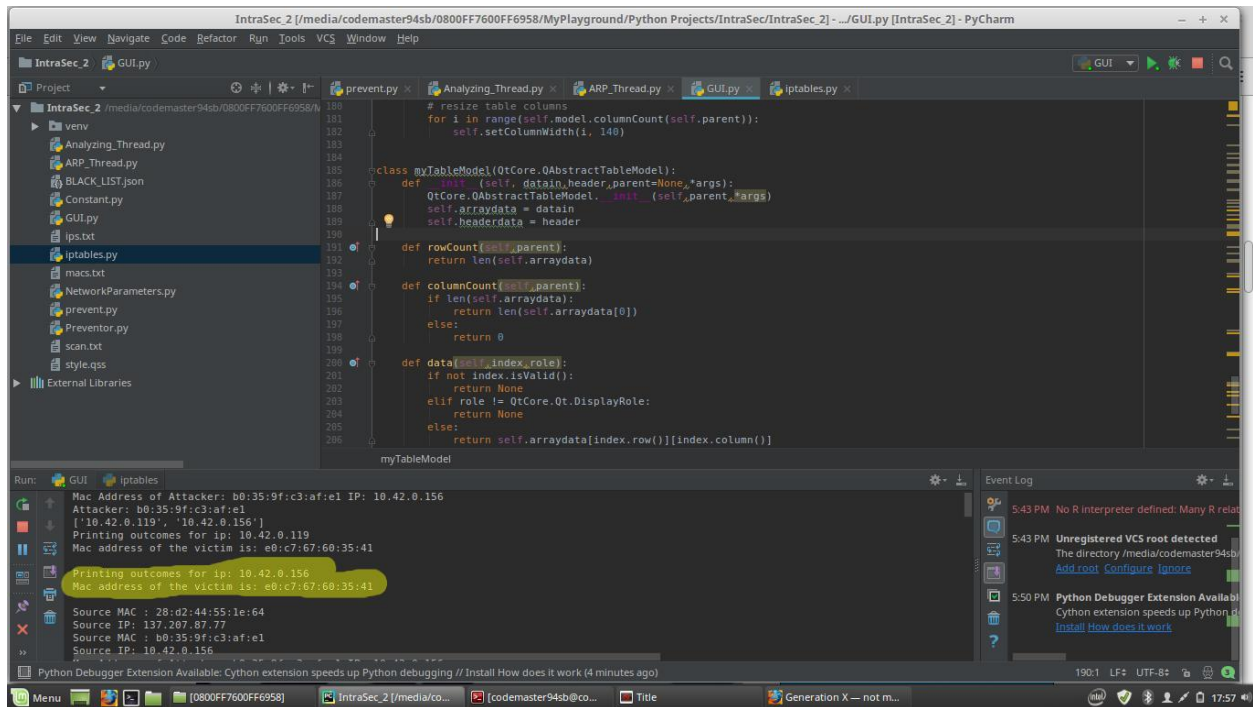 IntraSec_2 [/media/codemaster94sb/0800FF7600FF6958/MyPlayground/Python Projects/IntraSec/IntraSec_2] - .../GUI.py [IntraSec_2] - PyCharm
File Edit View Navigate Code Refactor Run Tools VCS Window Help
IntraSec_2 GUI.py
GUI
Project
prevent.py
Analyzing_Thread.py
ARP_Thread.py
GUI.py
iptables.py
IntraSec_2 /media/codemaster94sb/0800FF7600FF6958/M
venv
Analyzing_Thread.py
ARP_Thread.py
BLACK_LIST.json
Constant.py
GUI.py
ips.txt
iptables.py
macs.txt
NetworkParameters.py
prevent.py
Preventor.py
scan.txt
style.qss
External Libraries
180 # resize table columns
181 for i in range(self.model.columnCount(self.parent)):
182 self.setColumnWidth(i, 140)
183
184
185 class myTableModel(QtCore.QAbstractTableModel):
186 def __init__(self, datain,header,parent=None,*args):
187 QtCore.QAbstractTableModel.__init__(self,parent,*args)
188 self.arraydata = datain
189 self.headerdata = header
190
191 def rowCount(self,parent):
192 return len(self.arraydata)
193
194 def columnCount(self,parent):
195 if len(self.arraydata):
196 return len(self.arraydata[0])
197 else:
198 return 0
199
200 def data(self,index,role):
201 if not index.isValid():
202 return None
203 elif role != QtCore.Qt.DisplayRole:
204 return None
205 else:
206 return self.arraydata[index.row()][index.column()]
myTableModel
Run: GUI iptables
Mac Address of Attacker: b0:35:9f:c3:af:e1 IP: 10.42.0.156
Attacker: b0:35:9f:c3:af:e1
['10.42.0.119', '10.42.0.156']
Printing outcomes for ip: 10.42.0.119
Mac address of the victim is: e0:c7:67:60:35:41
Printing outcomes for ip: 10.42.0.156
Mac address of the victim is: e0:c7:67:60:35:41
Source MAC : 28:d2:44:55:1e:64
Source IP: 137.207.87.77
Source MAC : b0:35:9f:c3:af:e1
Source IP: 10.42.0.156
Event Log
5:43 PM No R interpreter defined: Many R relat
5:43 PM Unregistered VCS root detected
The directory /media/codemaster94sb/
Add root Configure Ignore
5:50 PM Python Debugger Extension Availabl
Cython extension speeds up Python d
Install How does it work
Python Debugger Extension Available: Cython extension speeds up Python debugging // Install How does it work (4 minutes ago)
190:1 LF÷ UTF-8÷
Menu
[0800FF7600FF6958]
IntraSec_2 [/media/co...
[codemaster94sb@co...
Title
Generation X — not m...
intel
17:57